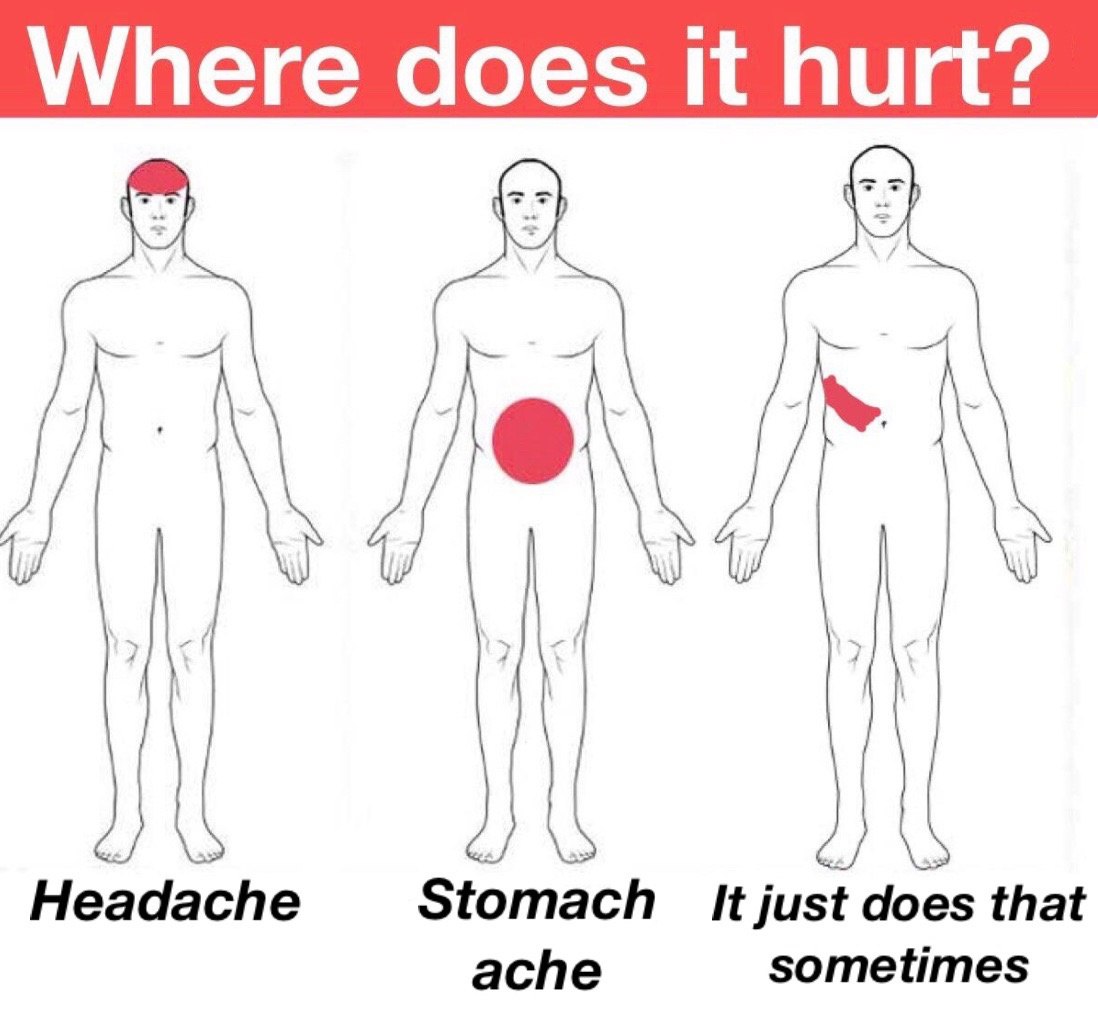 Where does it hurt?
Headache
Stomach
ache
It just does that
sometimes